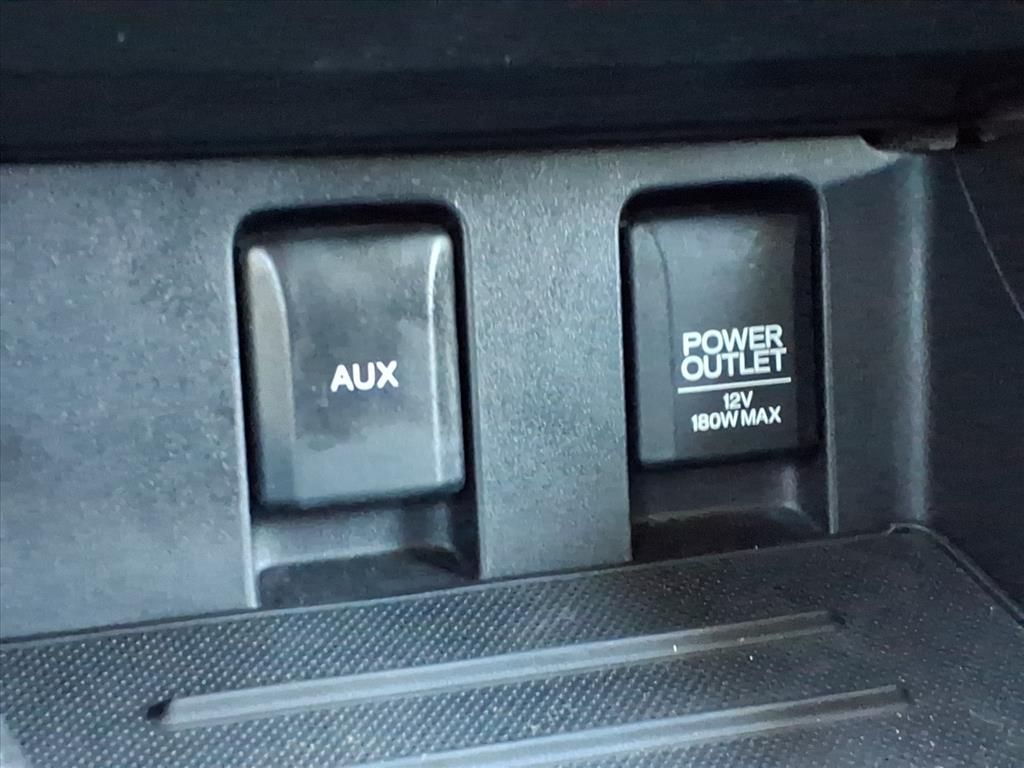 AUX
POWER
OUTLET
12V
180W MAX